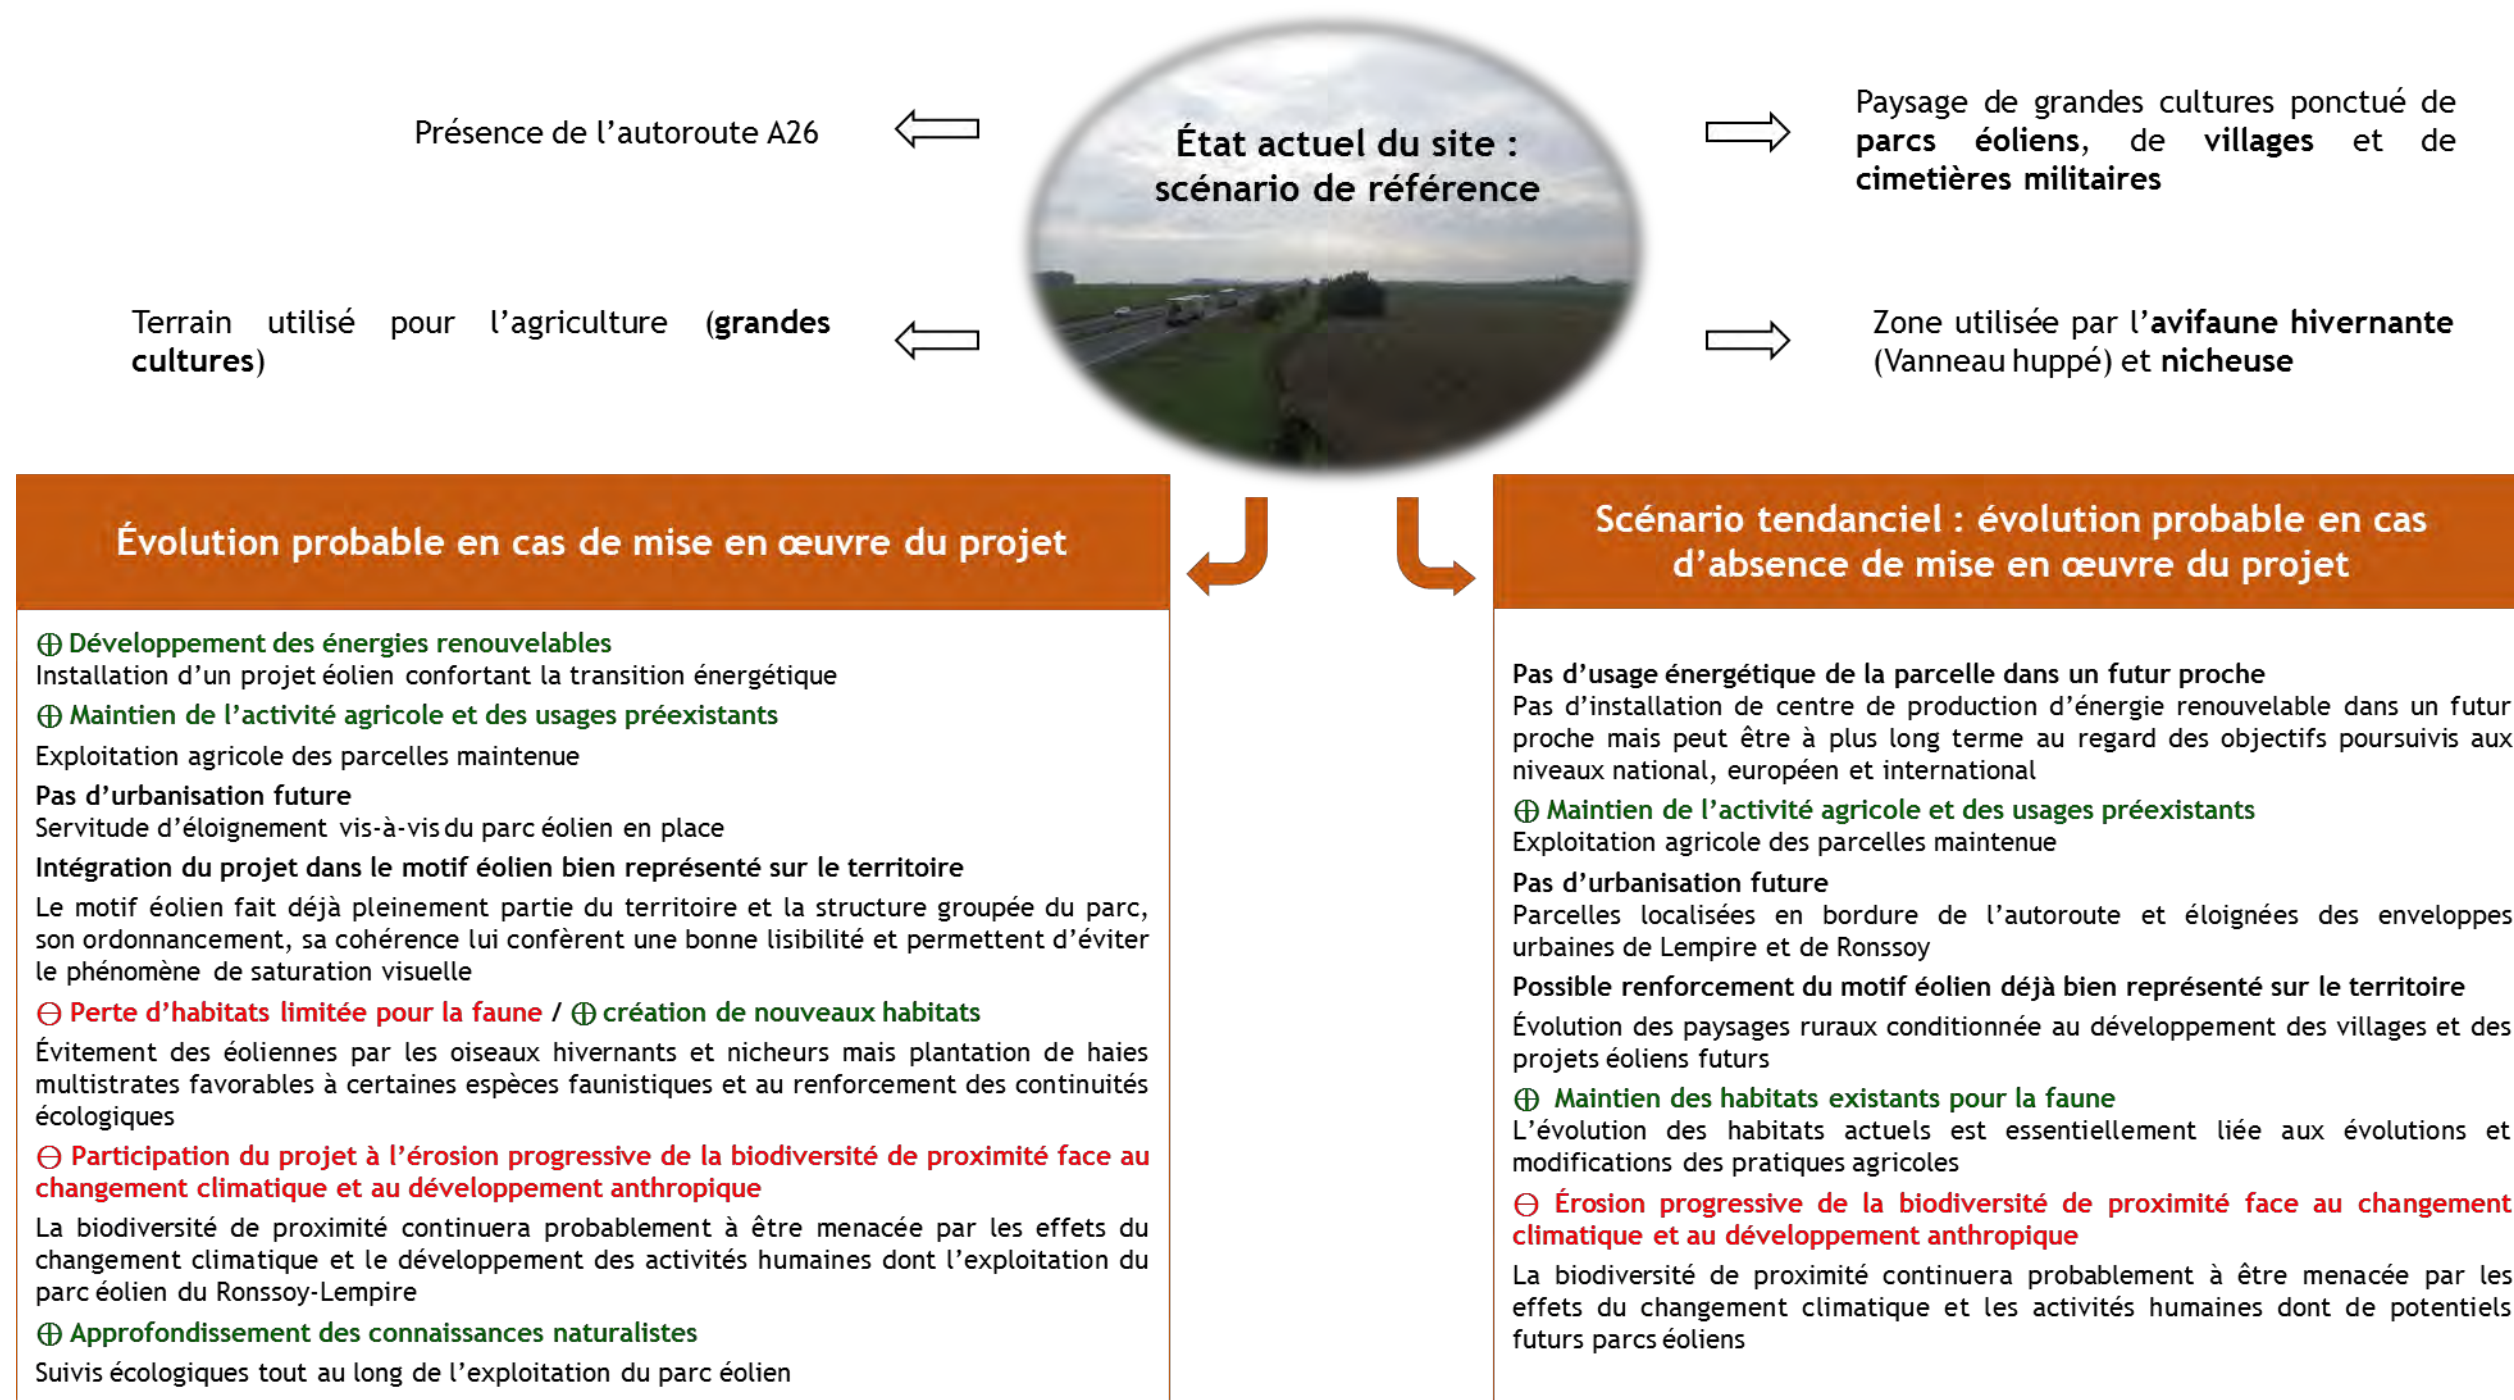 Présence de l’autoroute A26
État actuel du site :
scénario de référence
Paysage de grandes cultures ponctué de
parcs éoliens, de villages et de
cimetières militaires
Terrain utilisé pour l’agriculture (grandes
cultures)
Zone utilisée par l’avifaune hivernante
(Vanneau huppé) et nicheuse
Évolution probable en cas de mise en œuvre du projet
⊕ Développement des énergies renouvelables
Installation d’un projet éolien confortant la transition énergétique
⊕ Maintien de l’activité agricole et des usages préexistants
Exploitation agricole des parcelles maintenue
Pas d’urbanisation future
Servitude d’éloignement vis-à-vis du parc éolien en place
Intégration du projet dans le motif éolien bien représenté sur le territoire
Le motif éolien fait déjà pleinement partie du territoire et la structure groupée du parc,
son ordonnancement, sa cohérence lui confèrent une bonne lisibilité et permettent d’éviter
le phénomène de saturation visuelle
⊖ Perte d’habitats limitée pour la faune / ⊕ création de nouveaux habitats
Évitement des éoliennes par les oiseaux hivernants et nicheurs mais plantation de haies
multistrates favorables à certaines espèces faunistiques et au renforcement des continuités
écologiques
⊖ Participation du projet à l’érosion progressive de la biodiversité de proximité face au
changement climatique et au développement anthropique
La biodiversité de proximité continuera probablement à être menacée par les effets du
changement climatique et le développement des activités humaines dont l’exploitation du
parc éolien du Ronssoy-Lempire
⊕ Approfondissement des connaissances naturalistes
Suivis écologiques tout au long de l’exploitation du parc éolien
Scénario tendanciel : évolution probable en cas
d’absence de mise en œuvre du projet
Pas d’usage énergétique de la parcelle dans un futur proche
Pas d’installation de centre de production d’énergie renouvelable dans un futur
proche mais peut être à plus long terme au regard des objectifs poursuivis aux
niveaux national, européen et international
⊕ Maintien de l’activité agricole et des usages préexistants
Exploitation agricole des parcelles maintenue
Pas d’urbanisation future
Parcelles localisées en bordure de l’autoroute et éloignées des enveloppes
urbaines de Lempire et de Ronssoy
Possible renforcement du motif éolien déjà bien représenté sur le territoire
Évolution des paysages ruraux conditionnée au développement des villages et des
projets éoliens futurs
⊕ Maintien des habitats existants pour la faune
L’évolution des habitats actuels est essentiellement liée aux évolutions et
modifications des pratiques agricoles
⊖ Érosion progressive de la biodiversité de proximité face au changement
climatique et au développement anthropique
La biodiversité de proximité continuera probablement à être menacée par les
effets du changement climatique et les activités humaines dont de potentiels
futurs parcs éoliens